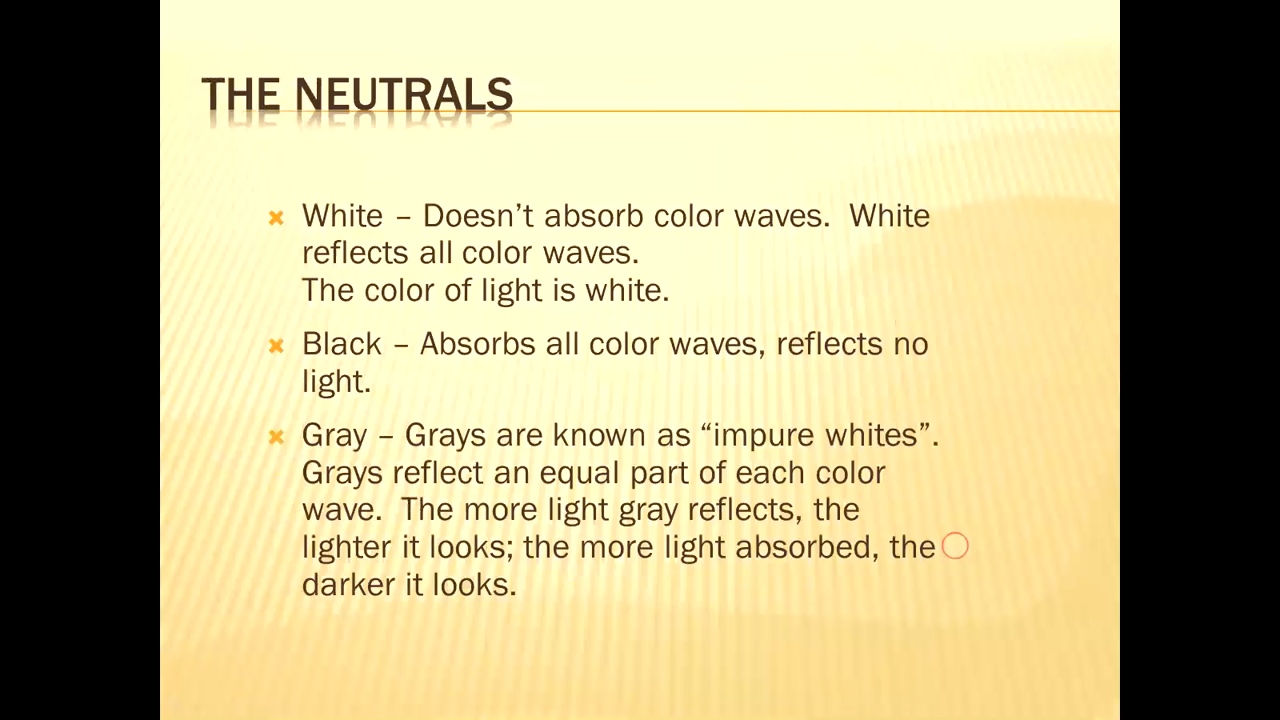 THE NEUTRALS
White – Doesn’t absorb color waves.  White
reflects all color waves.
The color of light is white.
Black – Absorbs all color waves, reflects no
light.
Gray – Grays are known as “impure whites”.
Grays reflect an equal part of each color
wave.  The more light gray reflects, the
lighter it looks; the more light absorbed, the
darker it looks.